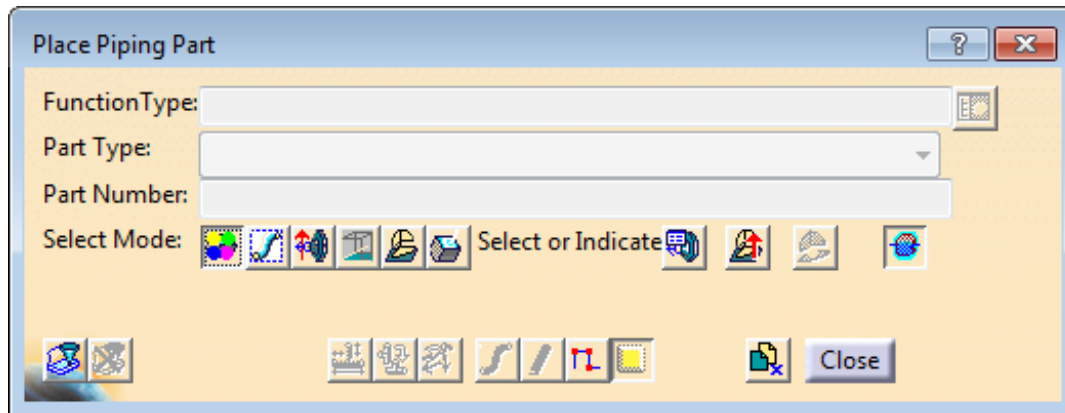 Place Piping Part
FunctionType:
Part Type:
Part Number:
Select Mode: Select or Indicate
Close